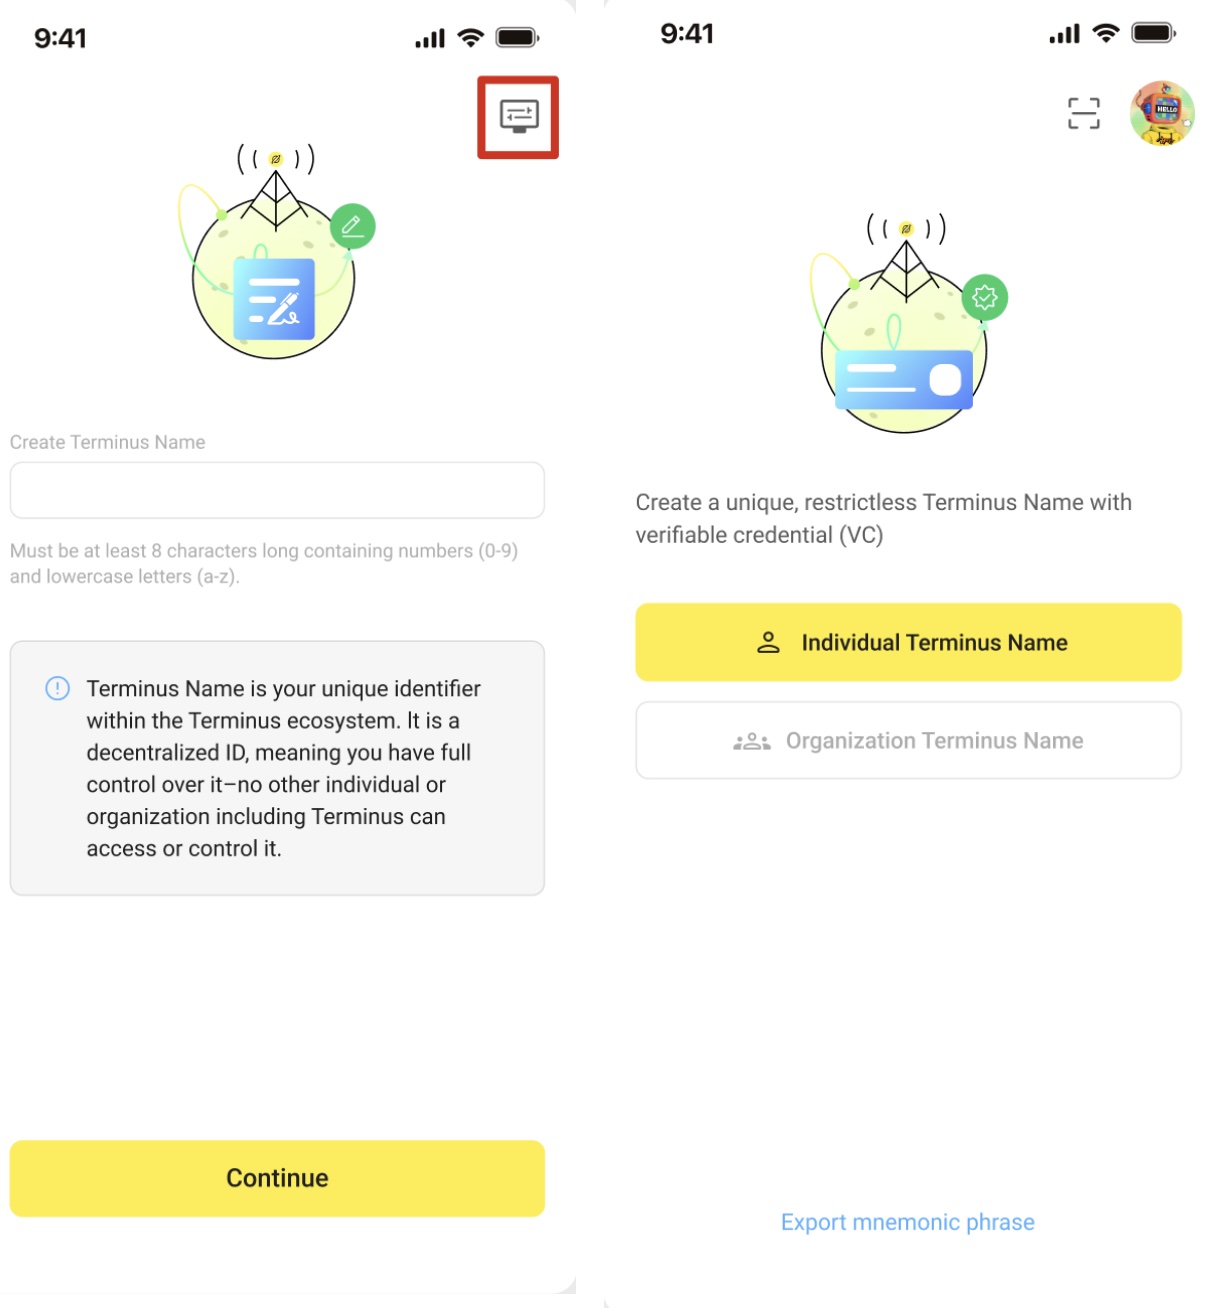 9:41
Create Terminus Name
Must be at least 8 characters long containing numbers (0-9)
and lowercase letters (a-z).
Terminus Name is your unique identifier
within the Terminus ecosystem. It is a
decentralized ID, meaning you have full
control over it–no other individual or
organization including Terminus can
access or control it.
Continue
9:41
HELLO
Create a unique, restrictless Terminus Name with
verifiable credential (VC)
Individual Terminus Name
Organization Terminus Name
Export mnemonic phrase